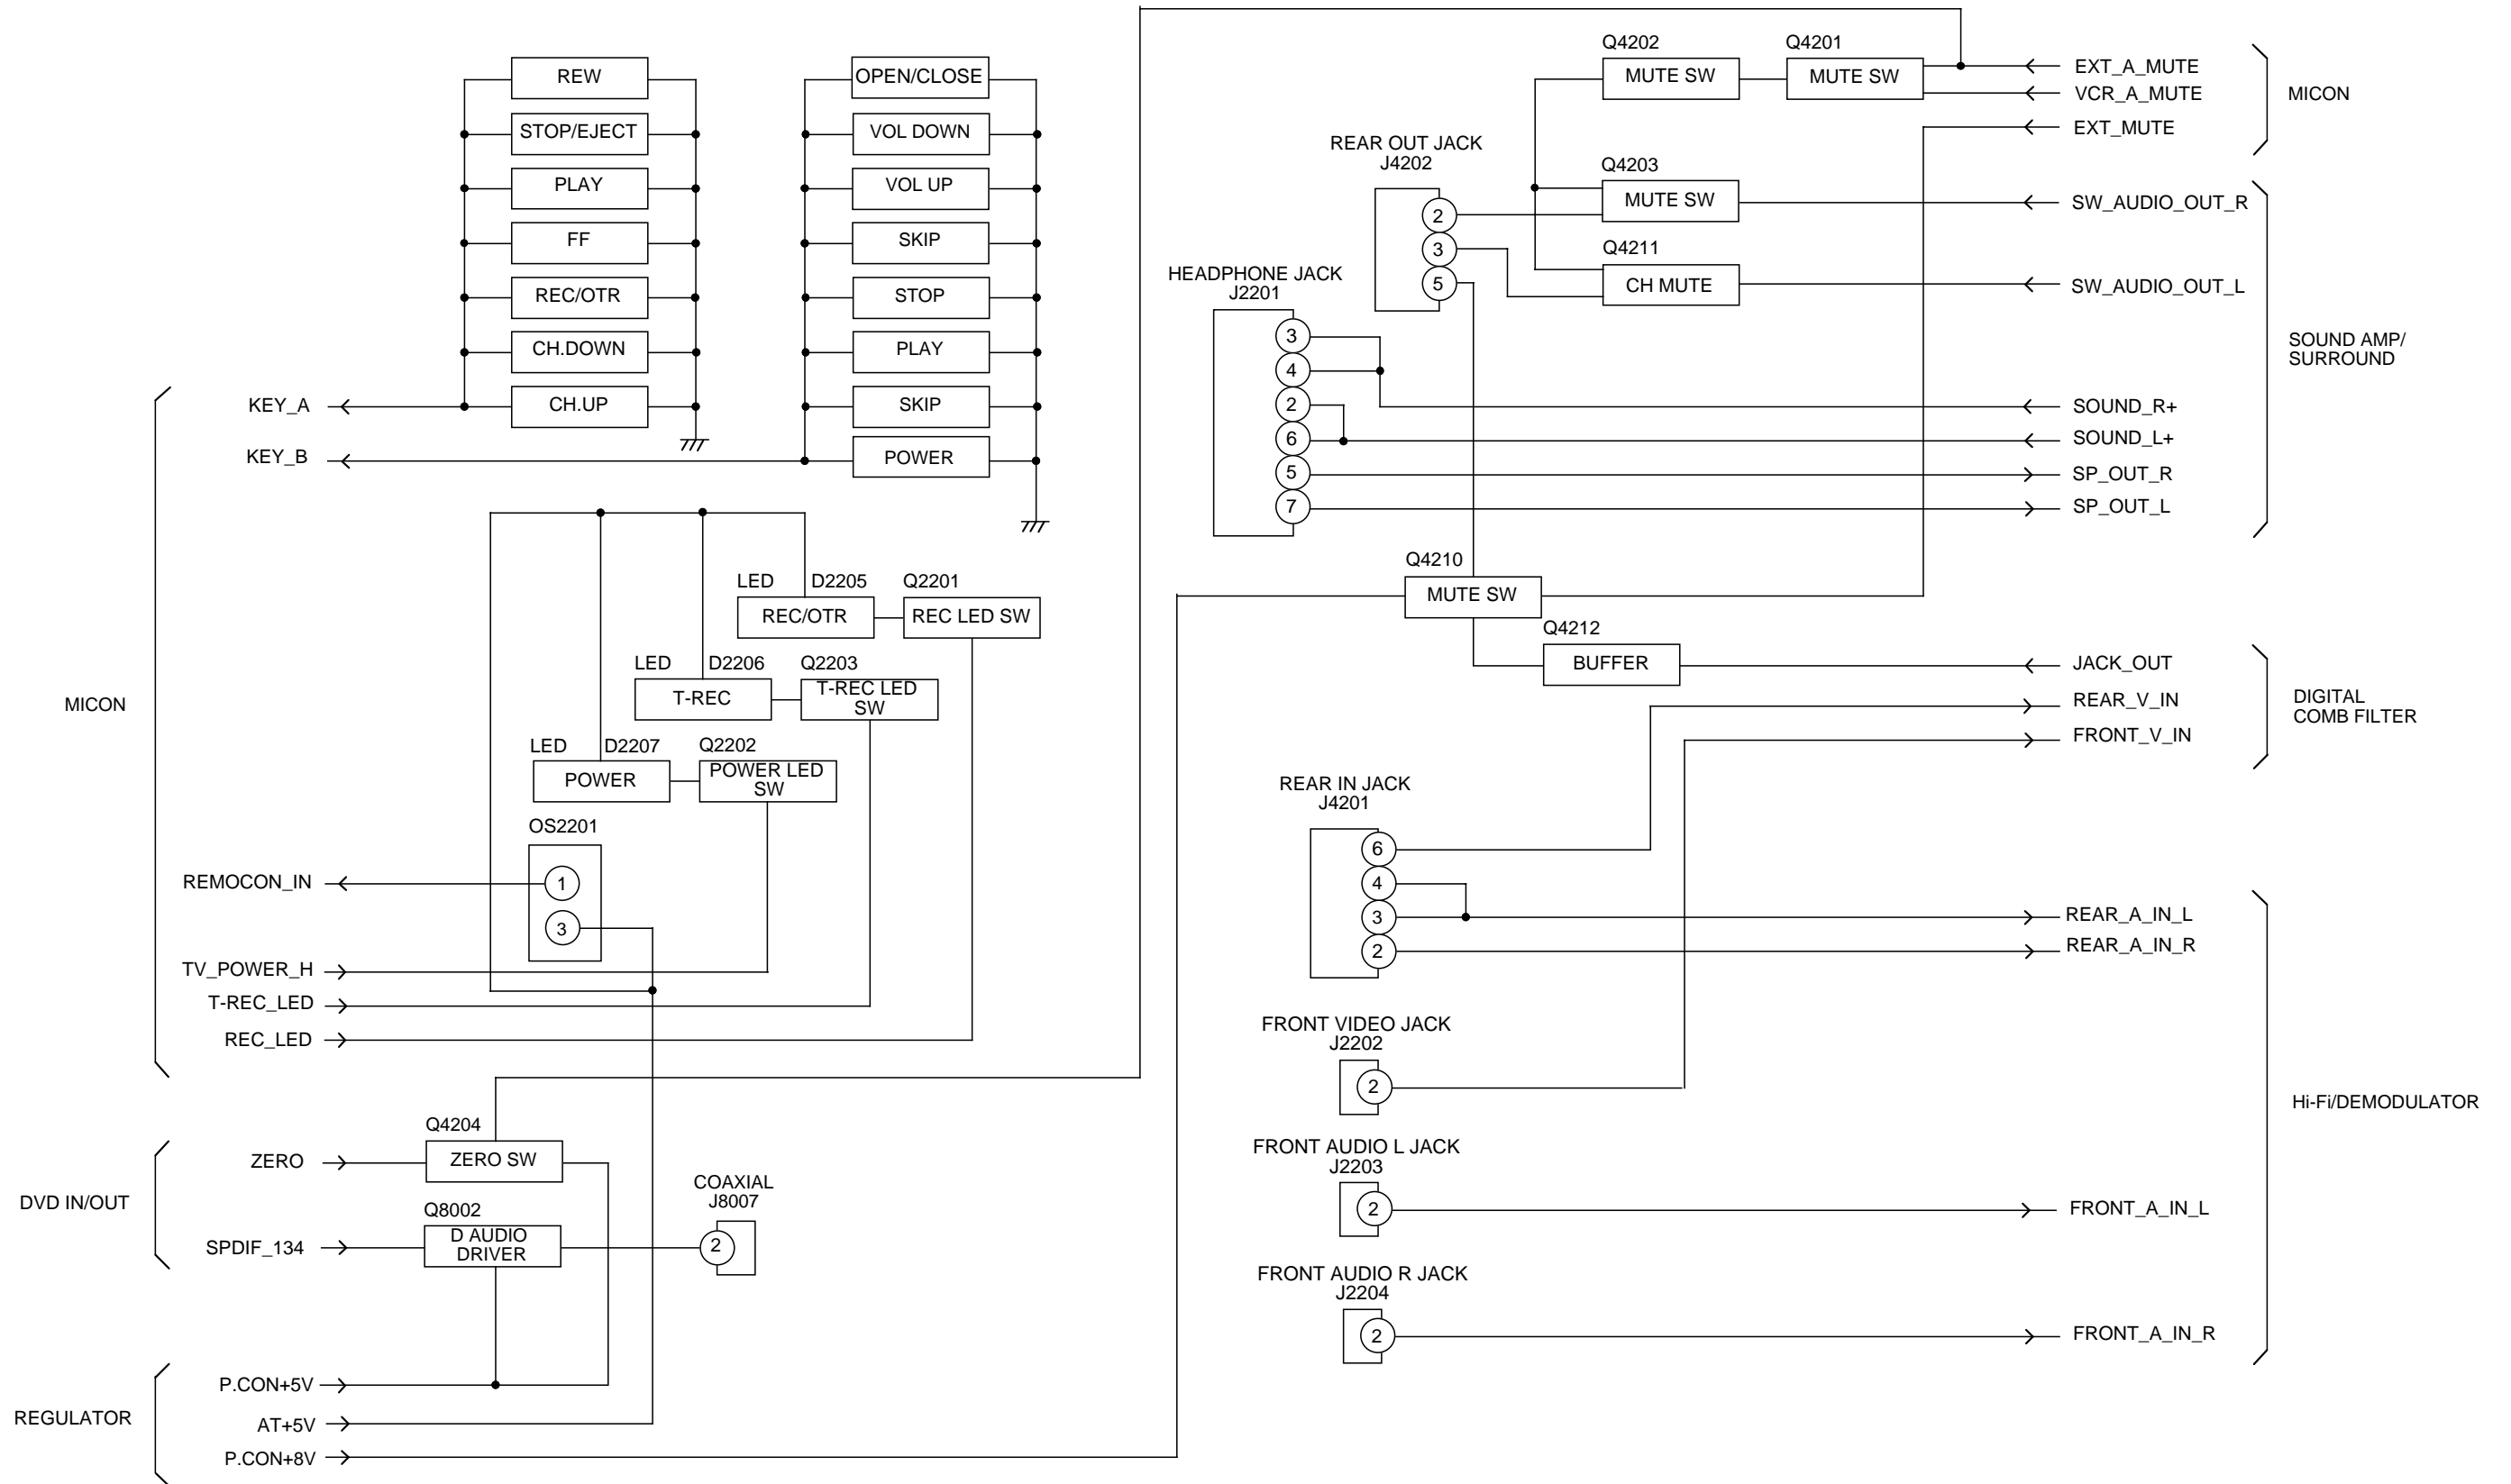 REW
STOP/EJECT
PLAY
FF
REC/OTR
CH.DOWN
CH.UP
OPEN/CLOSE
VOL DOWN
VOL UP
SKIP
STOP
PLAY
SKIP
POWER
KEY_A
KEY_B
MICON
LED D2205 Q2201
REC/OTR REC LED SW
LED D2206 Q2203
T-REC
T-REC LED
SW
LED D2207 Q2202
POWER
POWER LED
SW
OS2201
1
3
REMOCON_IN
TV_POWER_H
T-REC_LED
REC_LED
DVD IN/OUT
Q4204
ZERO
ZERO SW
Q8002
SPDIF_134
D AUDIO
DRIVER
COAXIAL
J8007
2
REGULATOR
P.CON+5V
AT+5V
P.CON+8V
Q4202
MUTE SW
Q4201
MUTE SW
EXT_A_MUTE
VCR_A_MUTE
EXT_MUTE
MICON
REAR OUT JACK
J4202
2
3
5
Q4203
MUTE SW
SW_AUDIO_OUT_R
Q4211
CH MUTE
SW_AUDIO_OUT_L
HEADPHONE JACK
J2201
3
4
2
6
5
7
SOUND_R+
SOUND_L+
SP_OUT_R
SP_OUT_L
SOUND AMP/
SURROUND
Q4210
MUTE SW
Q4212
BUFFER
JACK_OUT
REAR_V_IN
FRONT_V_IN
DIGITAL
COMB FILTER
REAR IN JACK
J4201
6
4
3
2
REAR_A_IN_L
REAR_A_IN_R
FRONT VIDEO JACK
J2202
2
FRONT AUDIO L JACK
J2203
2
FRONT_A_IN_L
FRONT AUDIO R JACK
J2204
2
FRONT_A_IN_R
Hi-Fi/DEMODULATOR